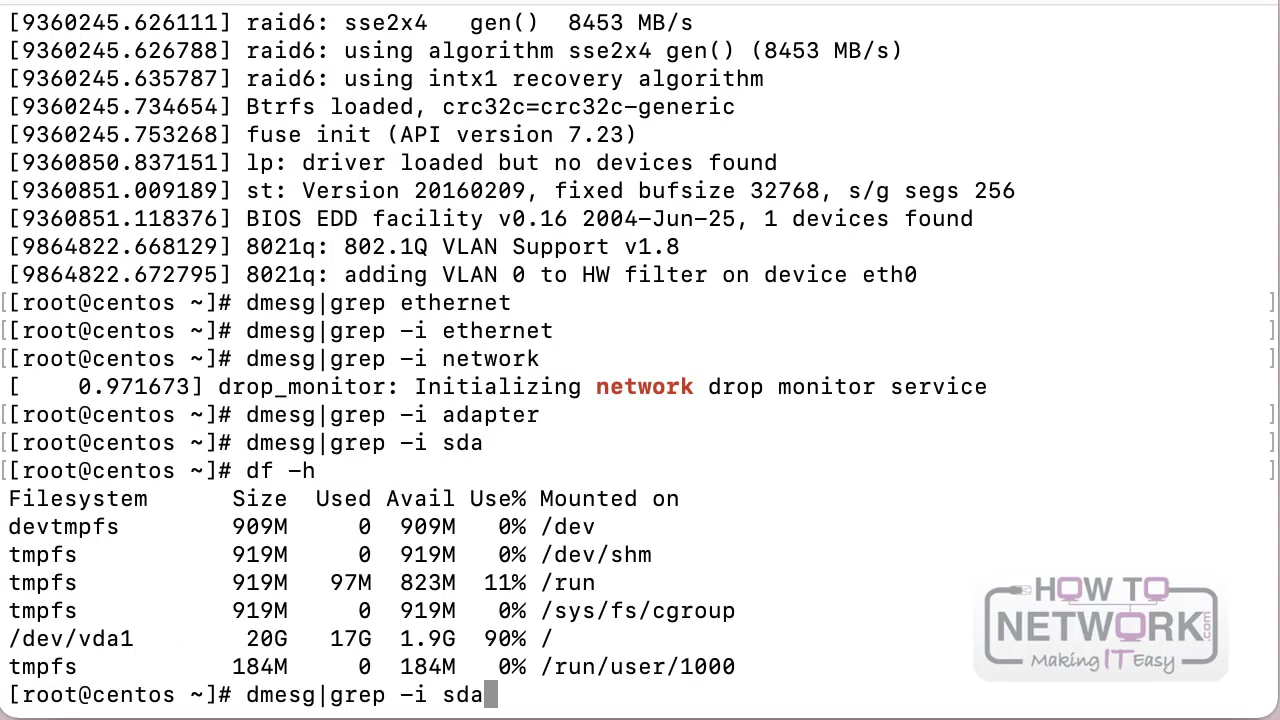 [9360245.626111] raid6: sse2x4   gen()  8453 MB/s
[9360245.626788] raid6: using algorithm sse2x4 gen() (8453 MB/s)
[9360245.635787] raid6: using intx1 recovery algorithm
[9360245.734654] Btrfs loaded, crc32c=crc32c-generic
[9360245.753268] fuse init (API version 7.23)
[9360850.837151] lp: driver loaded but no devices found
[9360851.009189] st: Version 20160209, fixed bufsize 32768, s/g segs 256
[9360851.118376] BIOS EDD facility v0.16 2004-Jun-25, 1 devices found
[9864822.668129] 8021q: 802.1Q VLAN Support v1.8
[9864822.672795] 8021q: adding VLAN 0 to HW filter on device eth0
[[root@centos ~]# dmesg|grep ethernet ]
[[root@centos ~]# dmesg|grep -i ethernet ]
[[root@centos ~]# dmesg|grep -i network ]
[    0.971673] drop_monitor: Initializing network drop monitor service
[[root@centos ~]# dmesg|grep -i adapter ]
[[root@centos ~]# dmesg|grep -i sda ]
[[root@centos ~]# df -h ]
Filesystem      Size  Used Avail Use% Mounted on
devtmpfs        909M     0  909M   0% /dev
tmpfs           919M     0  919M   0% /dev/shm
tmpfs           919M   97M  823M  11% /run
tmpfs           919M     0  919M   0% /sys/fs/cgroup
/dev/vda1        20G   17G  1.9G  90% /
tmpfs           184M     0  184M   0% /run/user/1000
[root@centos ~]# dmesg|grep -i sda
HOW TO
NETWORK.com
Making IT Easy